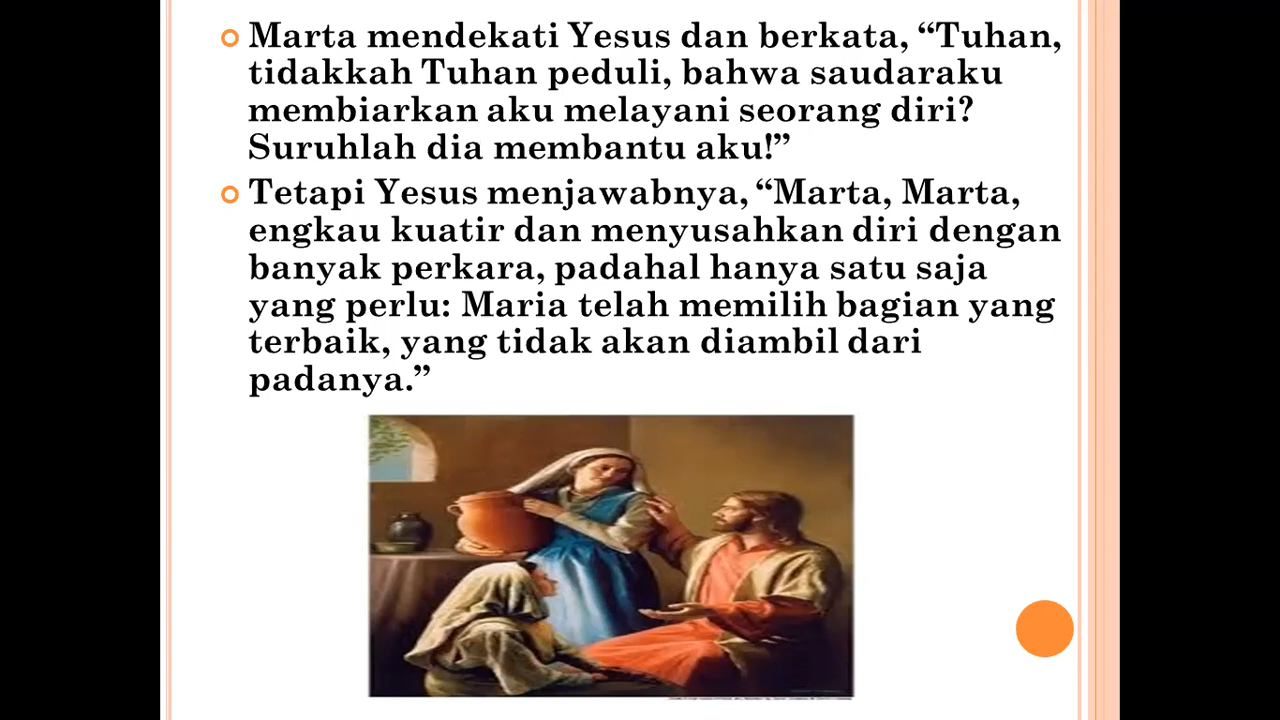 Marta mendekati Yesus dan berkata, “Tuhan,
tidakkah Tuhan peduli, bahwa saudaraku
membiarkan aku melayani seorang diri?
Suruhlah dia membantu aku!”
Tetapi Yesus menjawabnya, “Marta, Marta,
engkau kuatir dan menyusahkan diri dengan
banyak perkara, padahal hanya satu saja
yang perlu: Maria telah memilih bagian yang
terbaik, yang tidak akan diambil dari
padanya.”